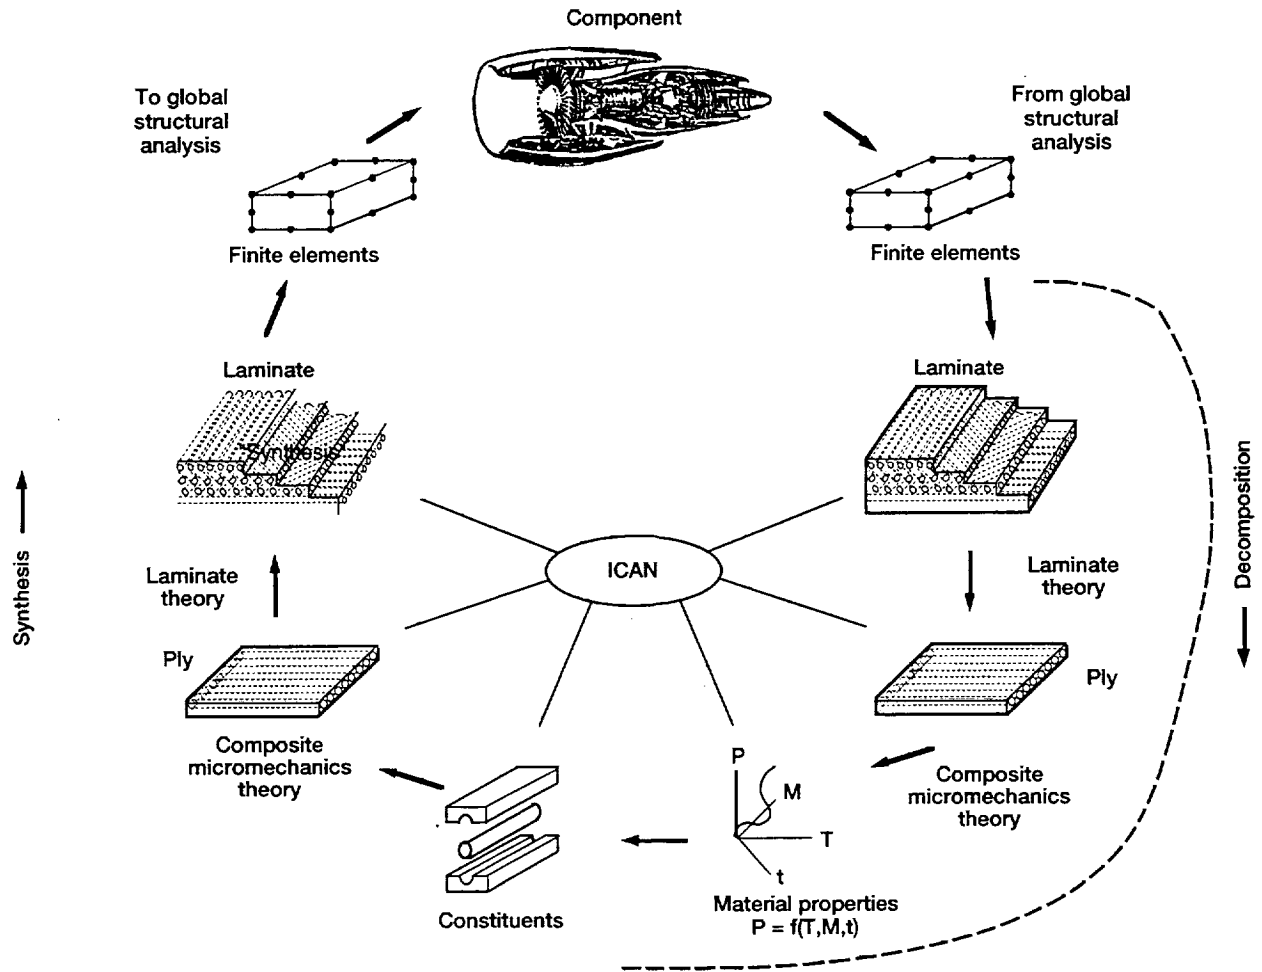 Component
To global
structural
analysis
From global
structural
analysis
Finite elements
Finite elements
Laminate
Laminate
"Synthesis"
Synthesis
Decomposition
ICAN
Laminate
theory
Laminate
theory
Ply
Ply
Composite
micromechanics
theory
Composite
micromechanics
theory
P
M
T
t
Constituents
Material properties
P = f(T,M,t)